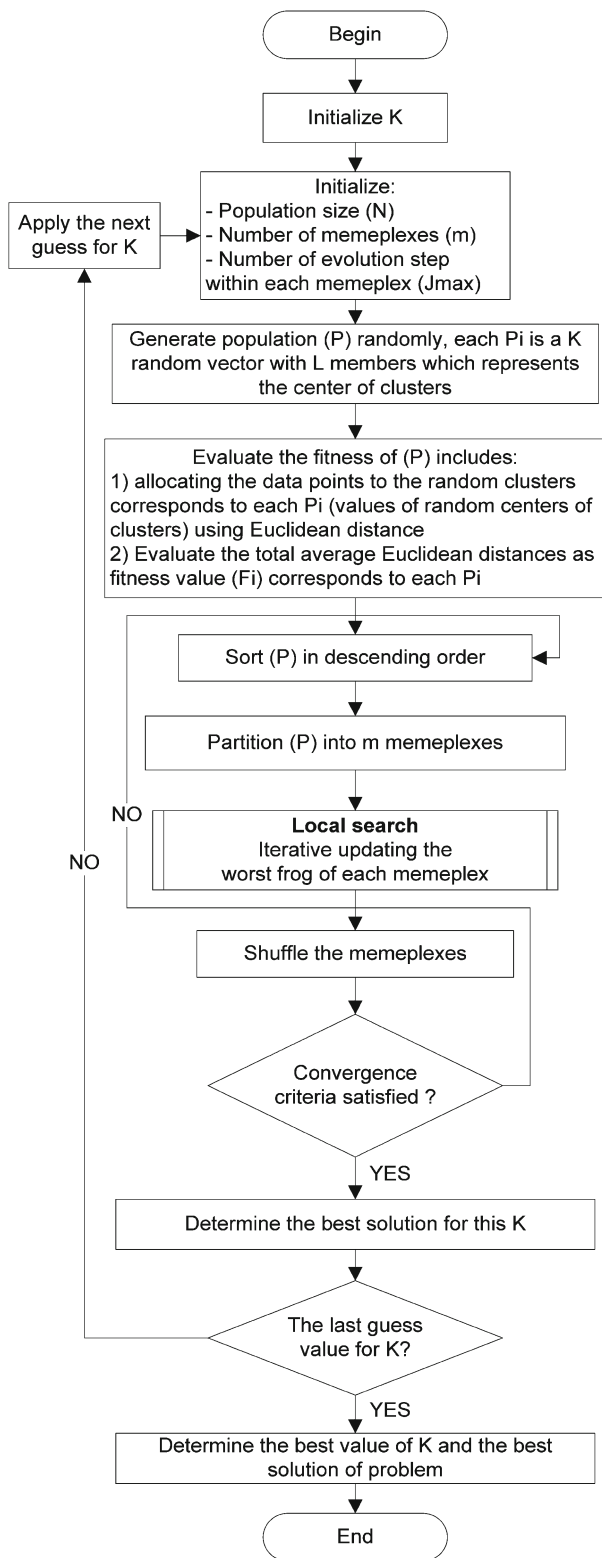 Begin
Initialize K
Initialize:
- Population size (N)
- Number of memeplexes (m)
- Number of evolution step
within each memeplex (Jmax)
Apply the next
guess for K
Generate population (P) randomly, each Pi is a K
random vector with L members which represents
the center of clusters
Evaluate the fitness of (P) includes:
1) allocating the data points to the random clusters
corresponds to each Pi (values of random centers of
clusters) using Euclidean distance
2) Evaluate the total average Euclidean distances as
fitness value (Fi) corresponds to each Pi
Sort (P) in descending order
Partition (P) into m memeplexes
NO
Local search
Iterative updating the
worst frog of each memeplex
NO
Shuffle the memeplexes
Convergence
criteria satisfied ?
YES
Determine the best solution for this K
The last guess
value for K?
YES
Determine the best value of K and the best
solution of problem
End